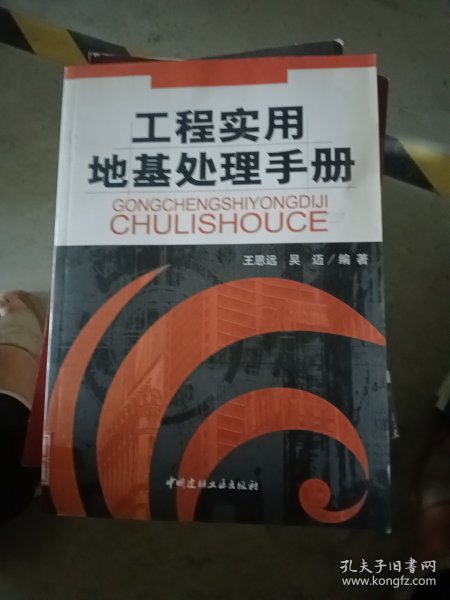 工程实用
地基处理手册
GONGCHENGSHIYONGDIJI
CHULISHOUCE
王恩远 吴 迈/编著
中国建材工业出版社
孔夫子旧书网
www.kongfz.com